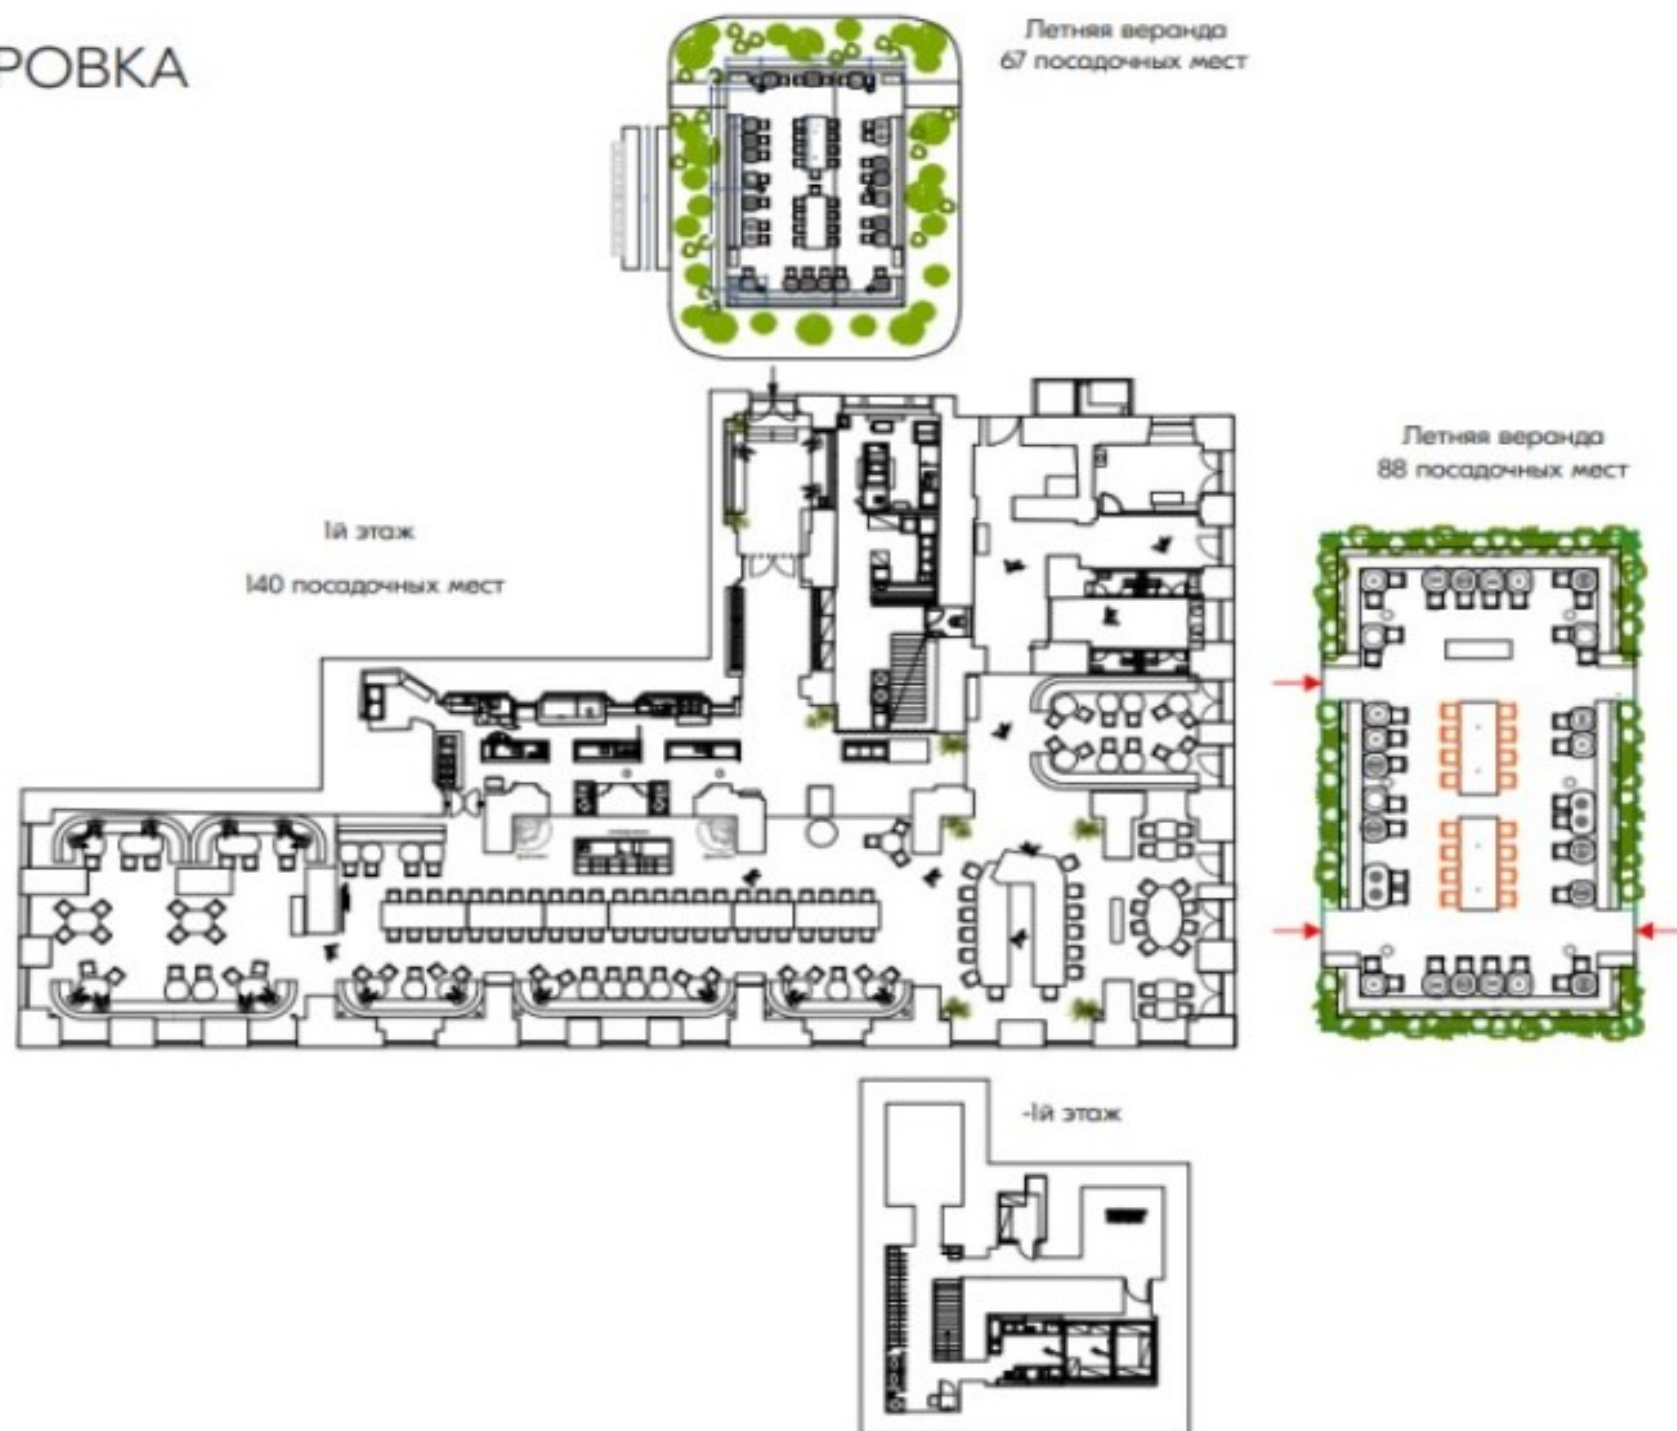 РОВКА
Летняя веранда
67 посадочных мест
1й этаж
140 посадочных мест
Летняя веранда
88 посадочных мест
-1й этаж